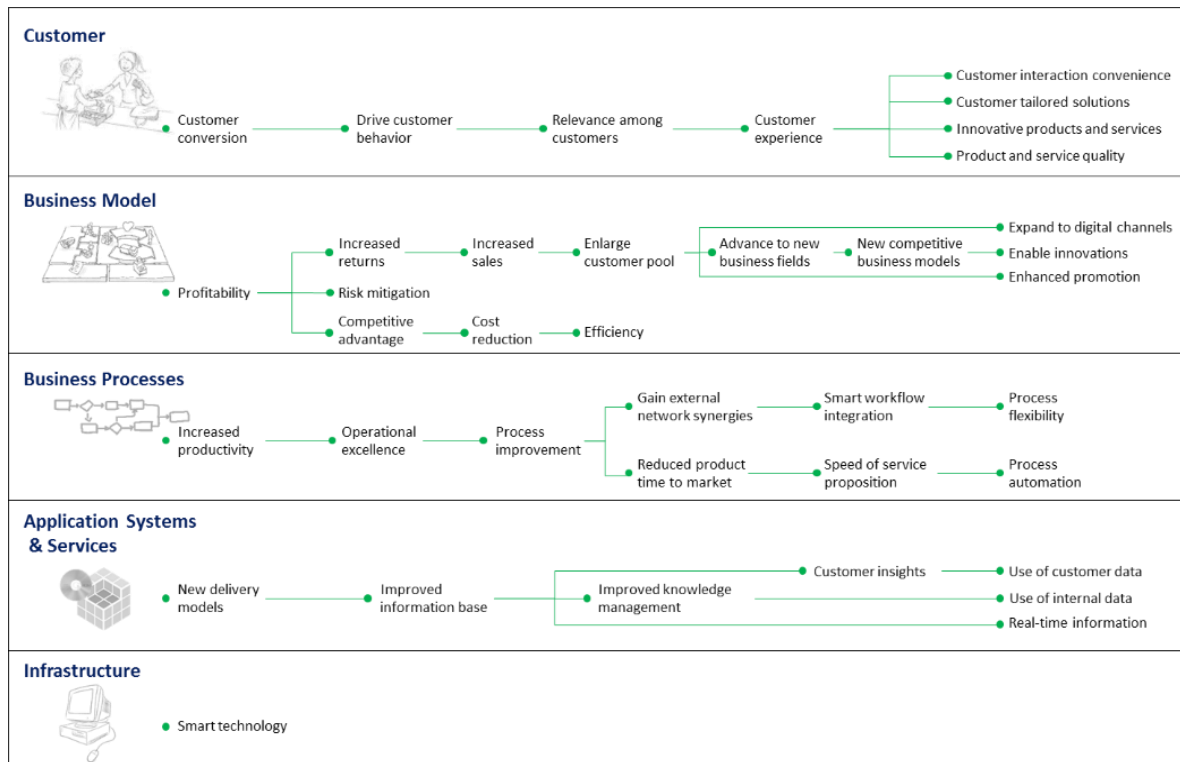 Customer
Customer interaction convenience
Customer tailored solutions
Customer
conversion
Drive customer
behavior
Relevance among
customers
Customer
experience
Innovative products and services
Product and service quality
Business Model
Expand to digital channels
Increased
returns
Increased
sales
Enlarge
customer pool
Advance to new
business fields
New competitive
business models
Enable innovations
Enhanced promotion
Profitability
Risk mitigation
Competitive
advantage
Cost
reduction
Efficiency
Business Processes
Gain external
network synergies
Smart workflow
integration
Process
flexibility
Increased
productivity
Operational
excellence
Process
improvement
Reduced product
time to market
Speed of service
proposition
Process
automation
Application Systems
& Services
Customer insights
Use of customer data
New delivery
models
Improved
information base
Improved knowledge
management
Use of internal data
Real-time information
Infrastructure
Smart technology